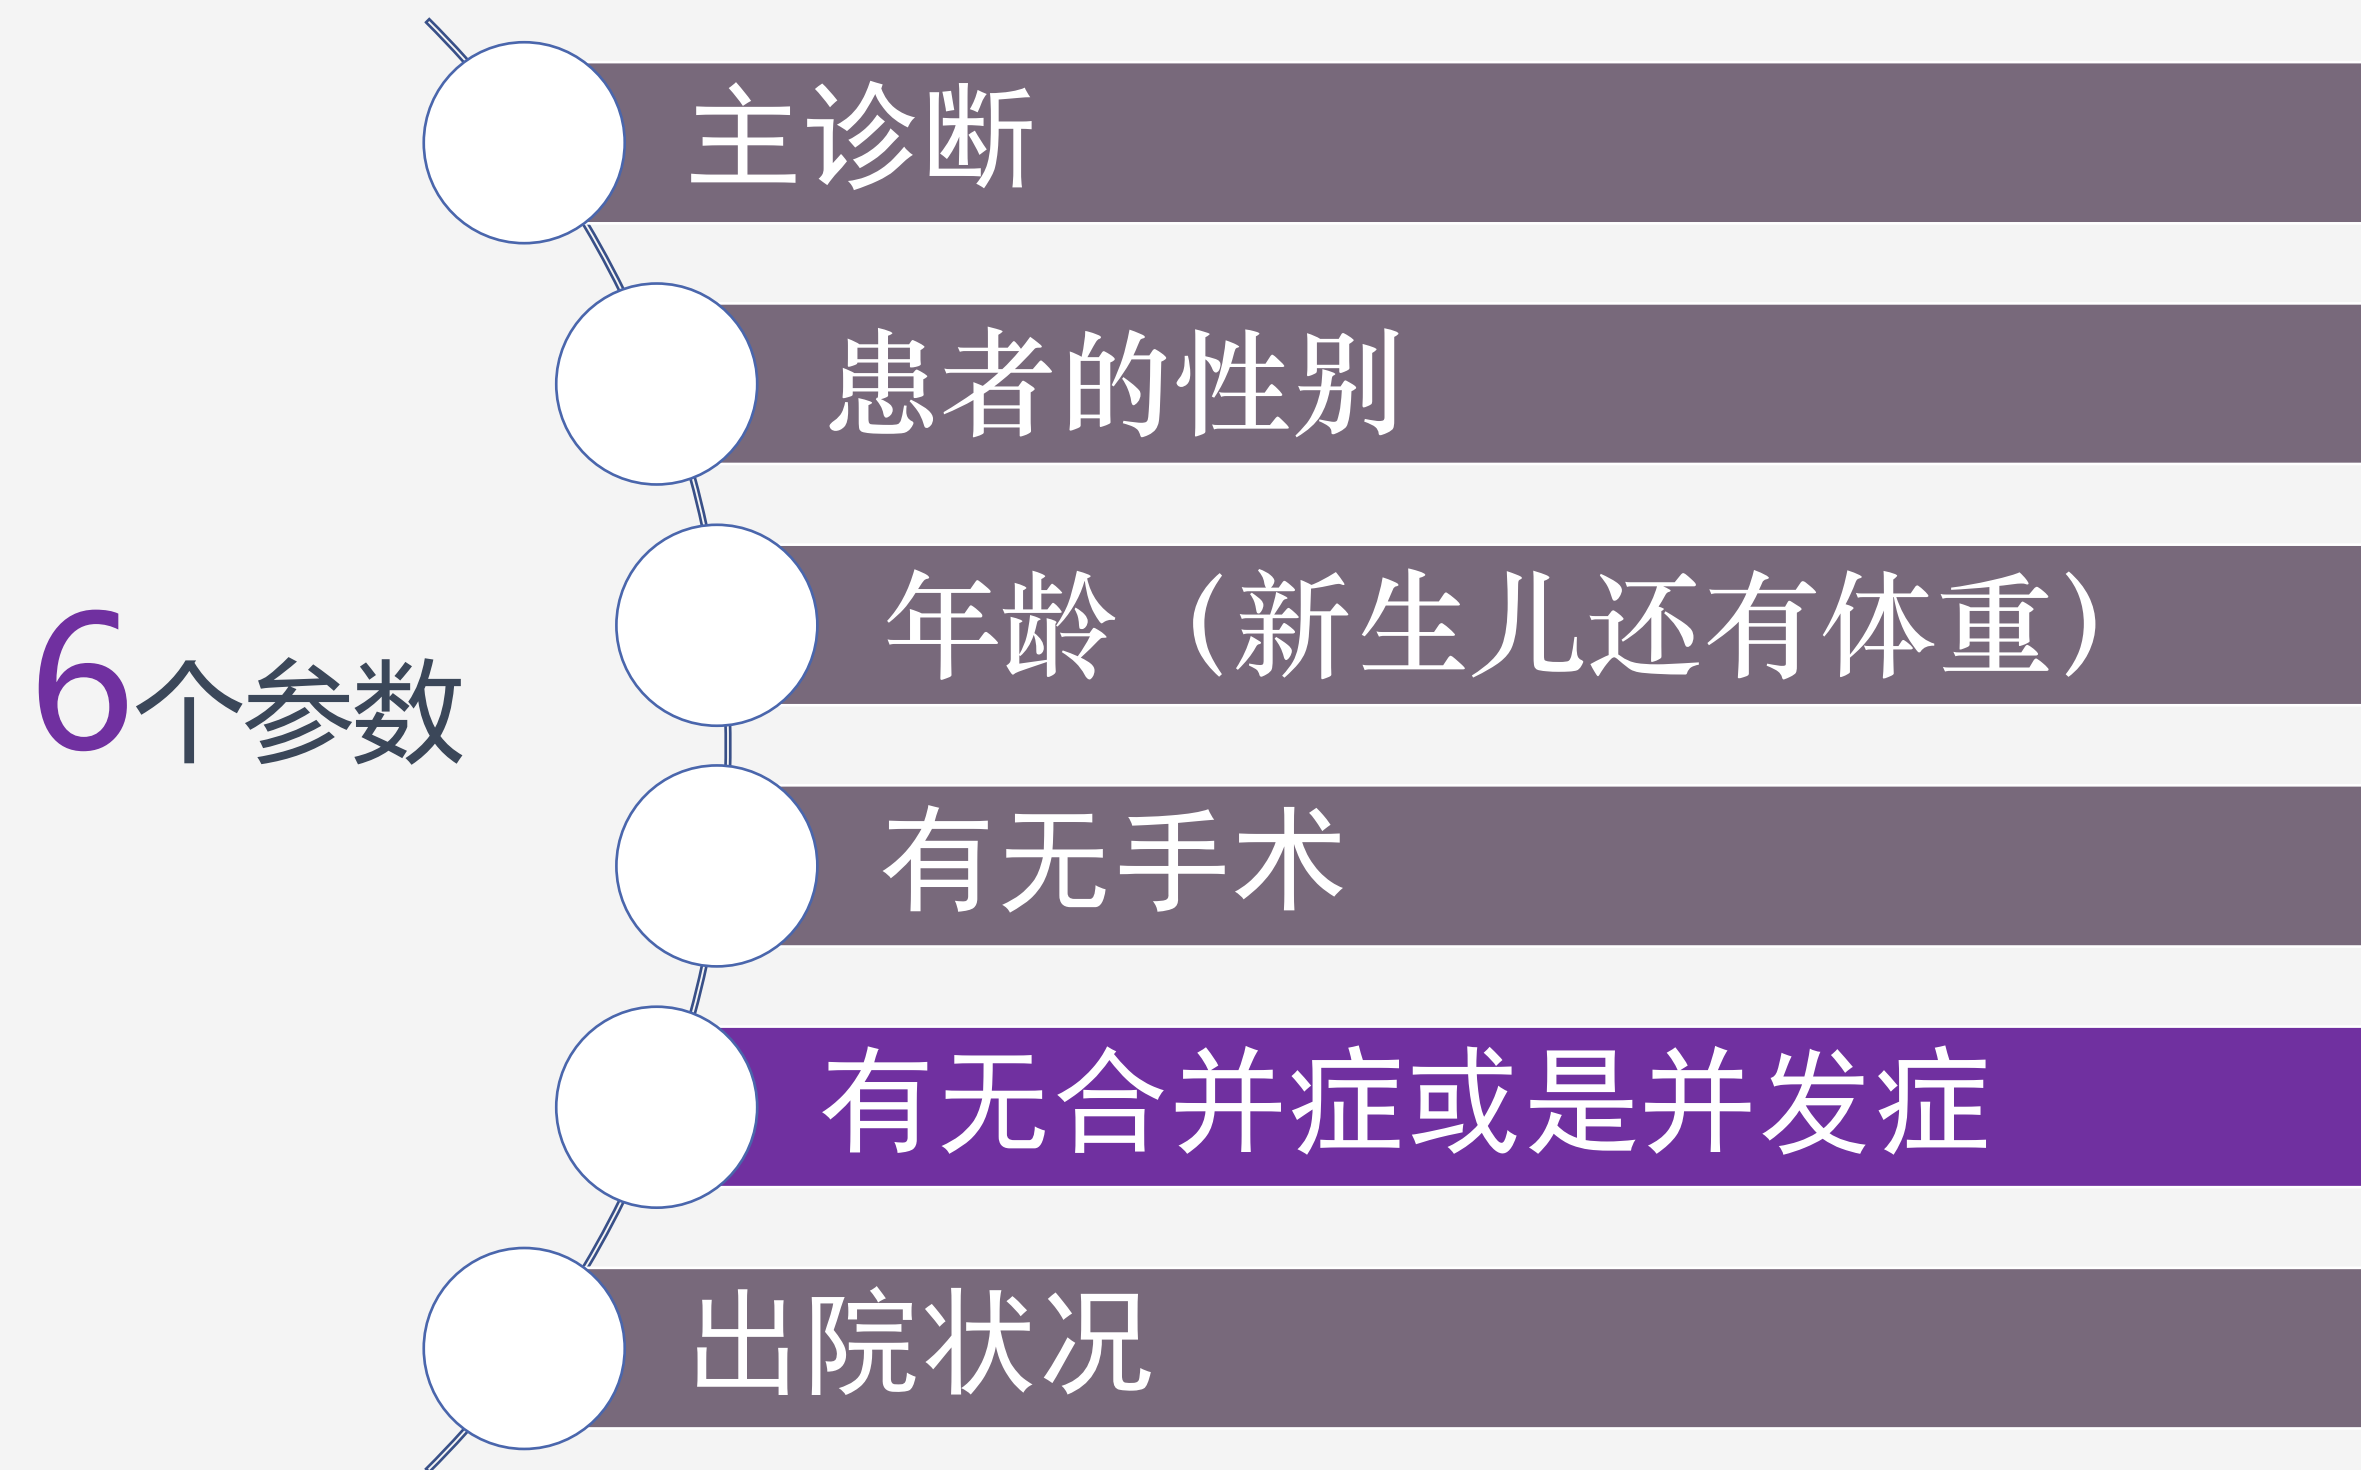 6个参数
主诊断
患者的性别
年龄（新生儿还有体重）
有无手术
有无合并症或是并发症
出院状况